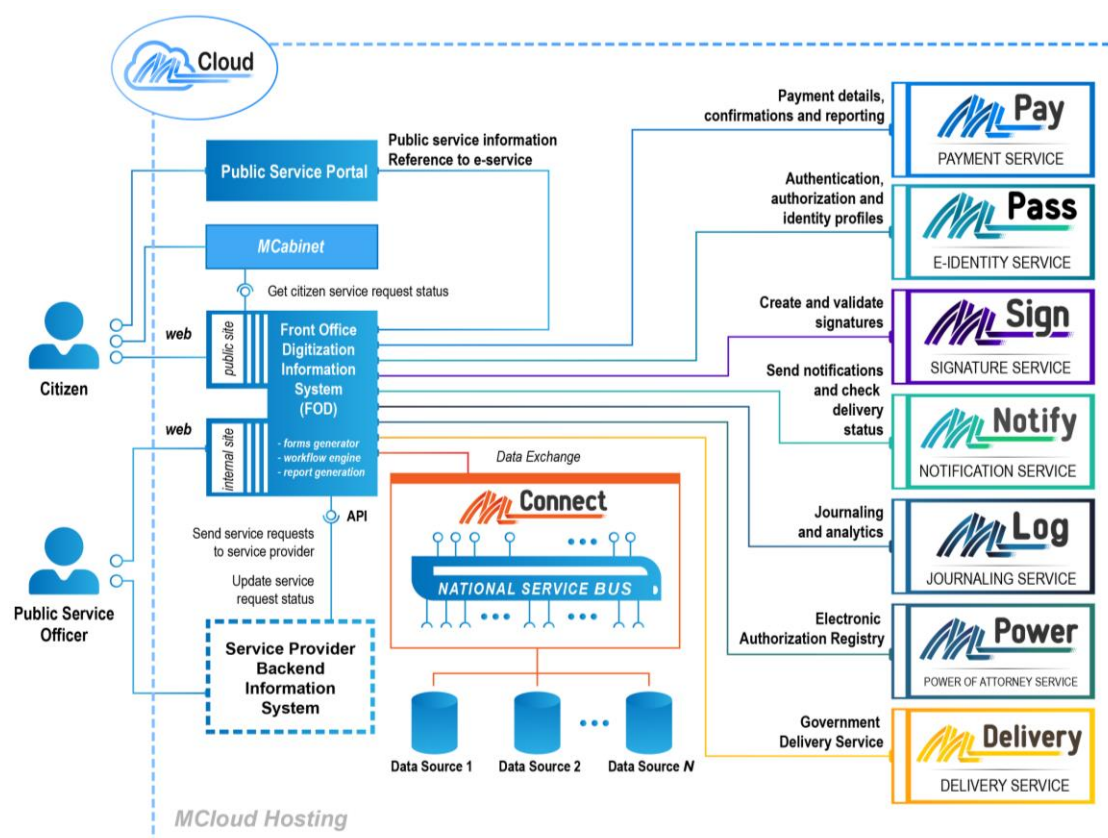 Cloud
Public Service Portal
Public service information
Reference to e-service
MCabinet
Get citizen service request status
Citizen
web
public site
Front Office
Digitization
Information
System
(FOD)
- forms generator
- workflow engine
- report generation
web
internal site
Public Service
Officer
API
Send service requests
to service provider
Update service
request status
Service Provider
Backend
Information
System
Data Exchange
Connect
NATIONAL SERVICE BUS
Data Source 1
Data Source 2
Data Source N
Payment details,
confirmations and reporting
Pay
PAYMENT SERVICE
Authentication,
authorization and
identity profiles
Pass
E-IDENTITY SERVICE
Create and validate
signatures
Sign
SIGNATURE SERVICE
Send notifications
and check
delivery
status
Notify
NOTIFICATION SERVICE
Journaling
and analytics
Log
JOURNALING SERVICE
Electronic
Authorization Registry
Power
POWER OF ATTORNEY SERVICE
Government
Delivery Service
Delivery
DELIVERY SERVICE
MCloud Hosting